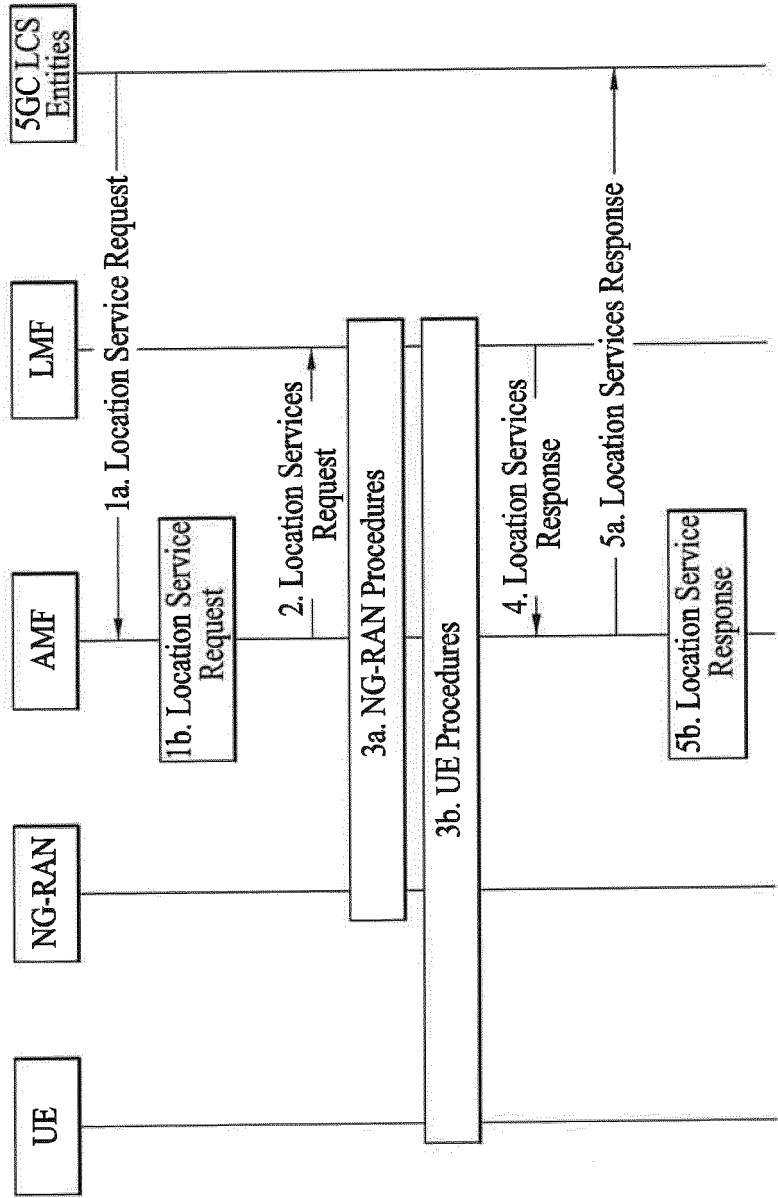 UE
NG-RAN
AMF
LMF
5GC LCS
Entities
1a. Location Service Request
1b. Location Service
Request
2. Location Services
Request
3a. NG-RAN Procedures
3b. UE Procedures
4. Location Services
Response
5a. Location Services Response
5b. Location Service
Response